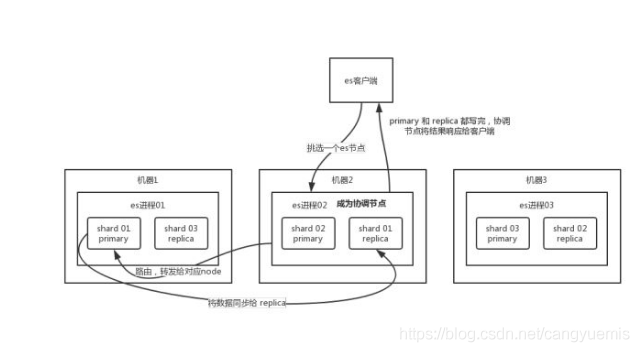 es客户端
primary 和 replica 都写完，协调
节点将结果响应给客户端
挑选一个es节点
机器1
机器2
机器3
es进程01
es进程02 成为协调节点
es进程03
shard 01
primary
shard 03
replica
shard 02
primary
shard 01
replica
shard 03
primary
shard 02
replica
路由，转发给对应node
将数据同步给 replica
https://blog.csdn.net/cangyuemis